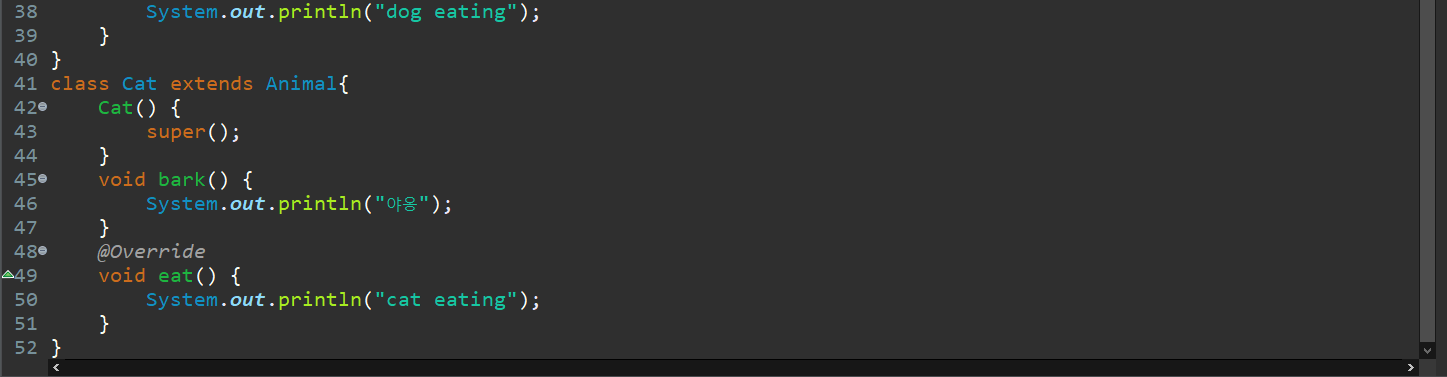 38 System.out.println("dog eating");
39 }
40 }
41 class Cat extends Animal{
42 Cat() {
43 super();
44 }
45 void bark() {
46 System.out.println("야옹");
47 }
48 @Override
49 void eat() {
50 System.out.println("cat eating");
51 }
52 }